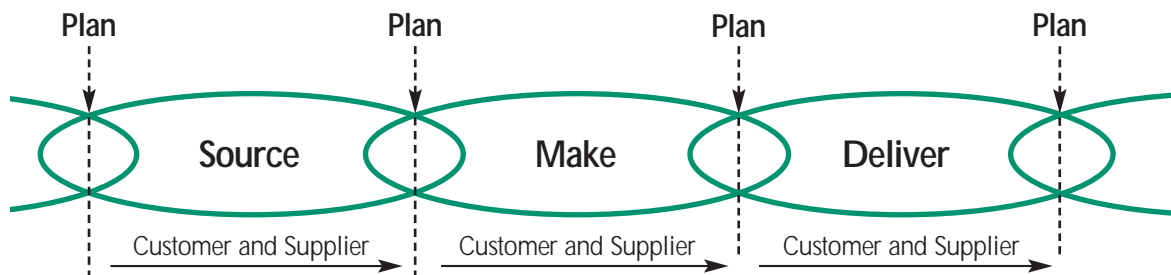 Plan Plan Plan Plan
Source Make Deliver
Customer and Supplier Customer and Supplier Customer and Supplier